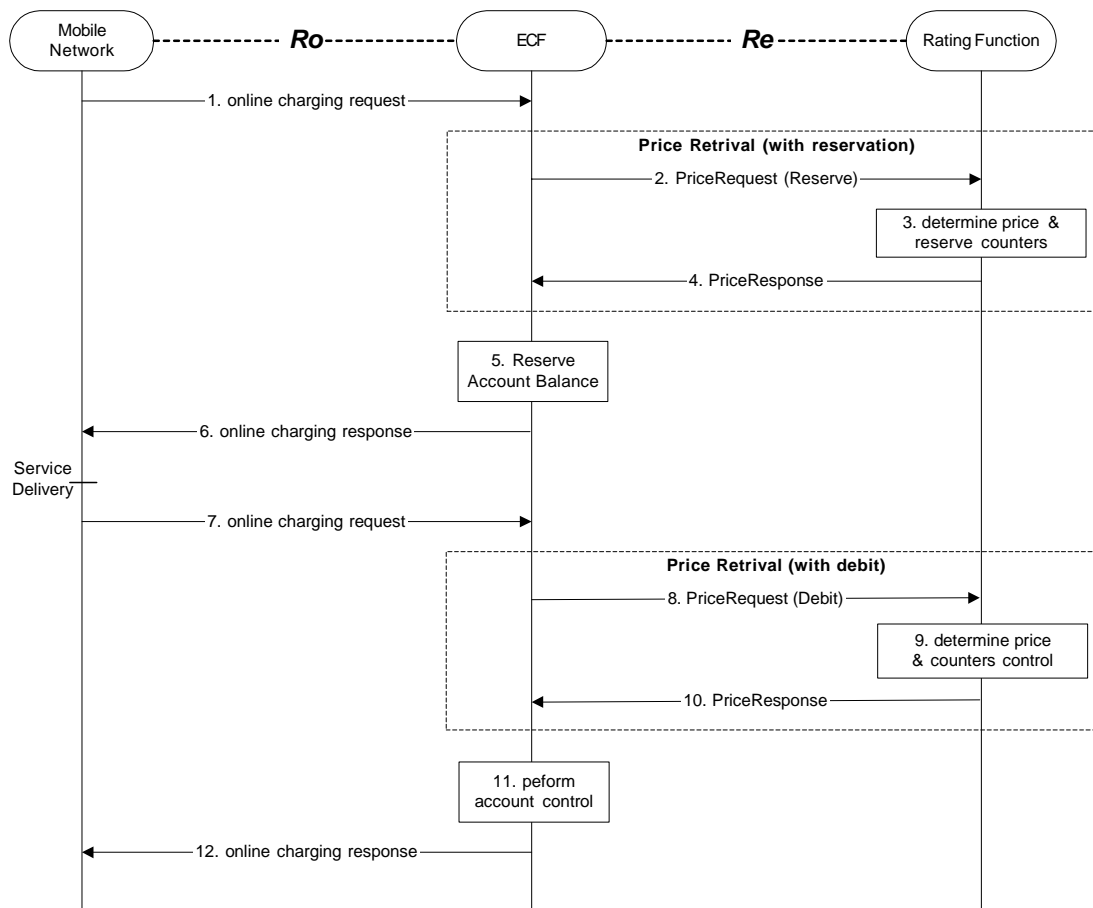 Mobile
Network
Ro
ECF
Re
Rating Function
1. online charging request
Price Retrival (with reservation)
2. PriceRequest (Reserve)
3. determine price &
reserve counters
4. PriceResponse
5. Reserve
Account Balance
6. online charging response
Service
Delivery
7. online charging request
Price Retrival (with debit)
8. PriceRequest (Debit)
9. determine price
& counters control
10. PriceResponse
11. peform
account control
12. online charging response